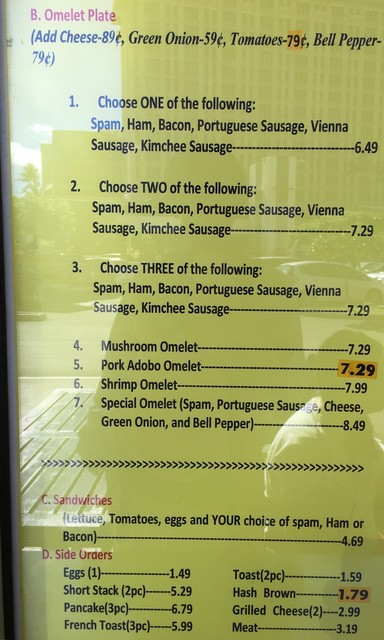 B. Omelet Plate
(Add Cheese-89¢, Green Onion-59¢, Tomatoes-79¢, Bell Pepper-
79¢)
1. Choose ONE of the following:
Spam, Ham, Bacon, Portuguese Sausage, Vienna
Sausage, Kimchee Sausage-----------------------------6.49
2. Choose TWO of the following:
Spam, Ham, Bacon, Portuguese Sausage, Vienna
Sausage, Kimchee Sausage-----------------------------7.29
3. Choose THREE of the following:
Spam, Ham, Bacon, Portuguese Sausage, Vienna
Sausage, Kimchee Sausage-----------------------------7.29
4. Mushroom Omelet-----------------------------------7.29
5. Pork Adobo Omelet---------------------------------7.29
6. Shrimp Omelet----------------------------------------7.99
7. Special Omelet (Spam, Portuguese Sausage, Cheese,
Green Onion, and Bell Pepper)----------------------8.49
>>>>>>>>>>>>>>>>>>>>>>>>>>>>>>>>>>>>>>>>>>>>>>>>>>>>>>
C. Sandwiches
(Lettuce, Tomatoes, eggs and YOUR choice of spam, Ham or
Bacon)-----------------------------------------------------------4.69
D. Side Orders
Eggs (1)----------------1.49 Toast(2pc)-------------1.59
Short Stack (2pc)------5.29 Hash Brown-----------1.79
Pancake(3pc)-----------6.79 Grilled Cheese(2)----2.99
French Toast(3pc)-----5.99 Meat--------------------3.19